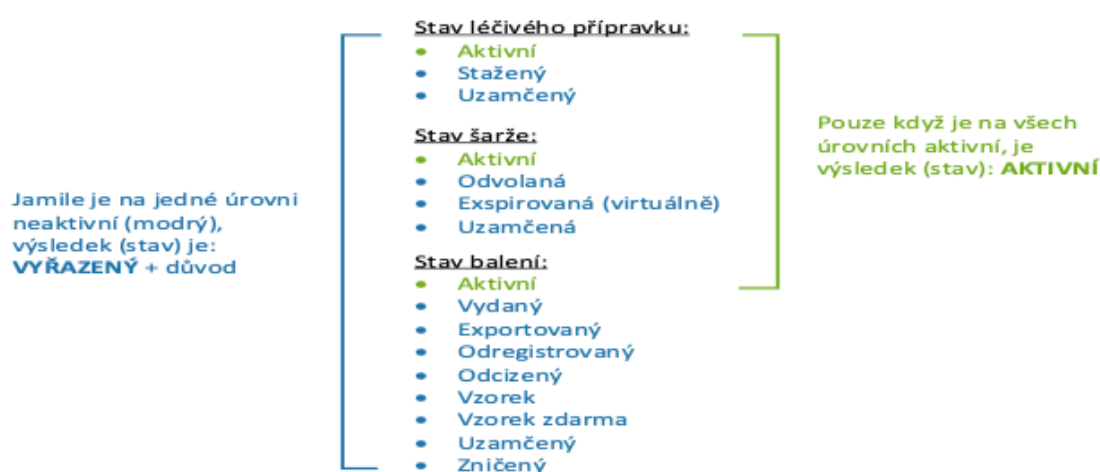 Stav léčivého přípravku:
• Aktivní
• Stažený
• Uzamčený
Stav šarže:
• Aktivní
• Odvolaná
• Exspirovaná (virtuálně)
• Uzamčená
Stav balení:
• Aktivní
• Vydaný
• Exportovaný
• Odregistrovaný
• Odcizený
• Vzorek
• Vzorek zdarma
• Uzamčený
• Zničený
Jamile je na jedné úrovni
neaktivní (modrý),
výsledek (stav) je:
VYŘAZENÝ + důvod
Pouze když je na všech
úrovních aktivní, je
výsledek (stav): AKTIVNÍ